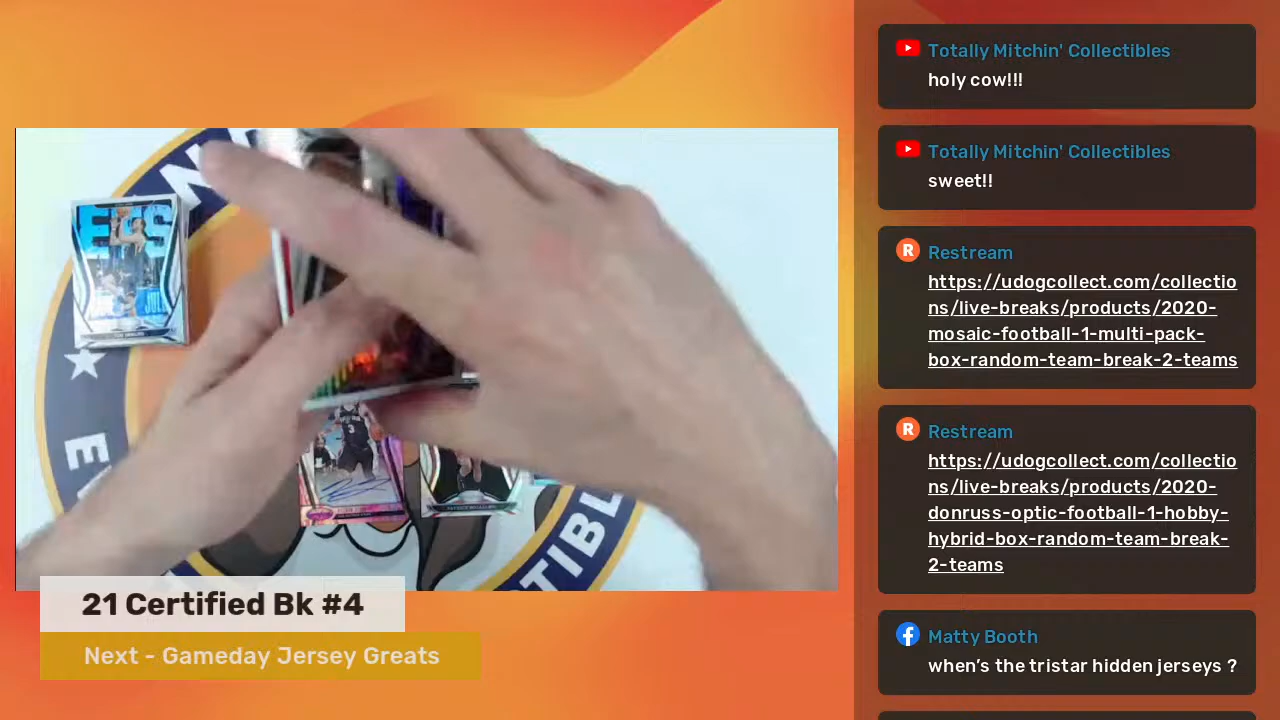 Totally Mitchin' Collectibles
holy cow!!!
Totally Mitchin' Collectibles
sweet!!
Restream
https://udogcollect.com/collectio
ns/live-breaks/products/2020-
mosaic-football-1-multi-pack-
box-random-team-break-2-teams
Restream
https://udogcollect.com/collectio
ns/live-breaks/products/2020-
donruss-optic-football-1-hobby-
hybrid-box-random-team-break-
2-teams
Matty Booth
when's the tristar hidden jerseys ?
21 Certified Bk #4
Next - Gameday Jersey Greats